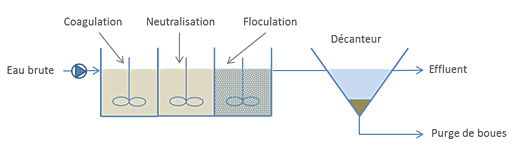 Coagulation
Neutralisation
Floculation
Décanteur
Eau brute
Effluent
Purge de boues